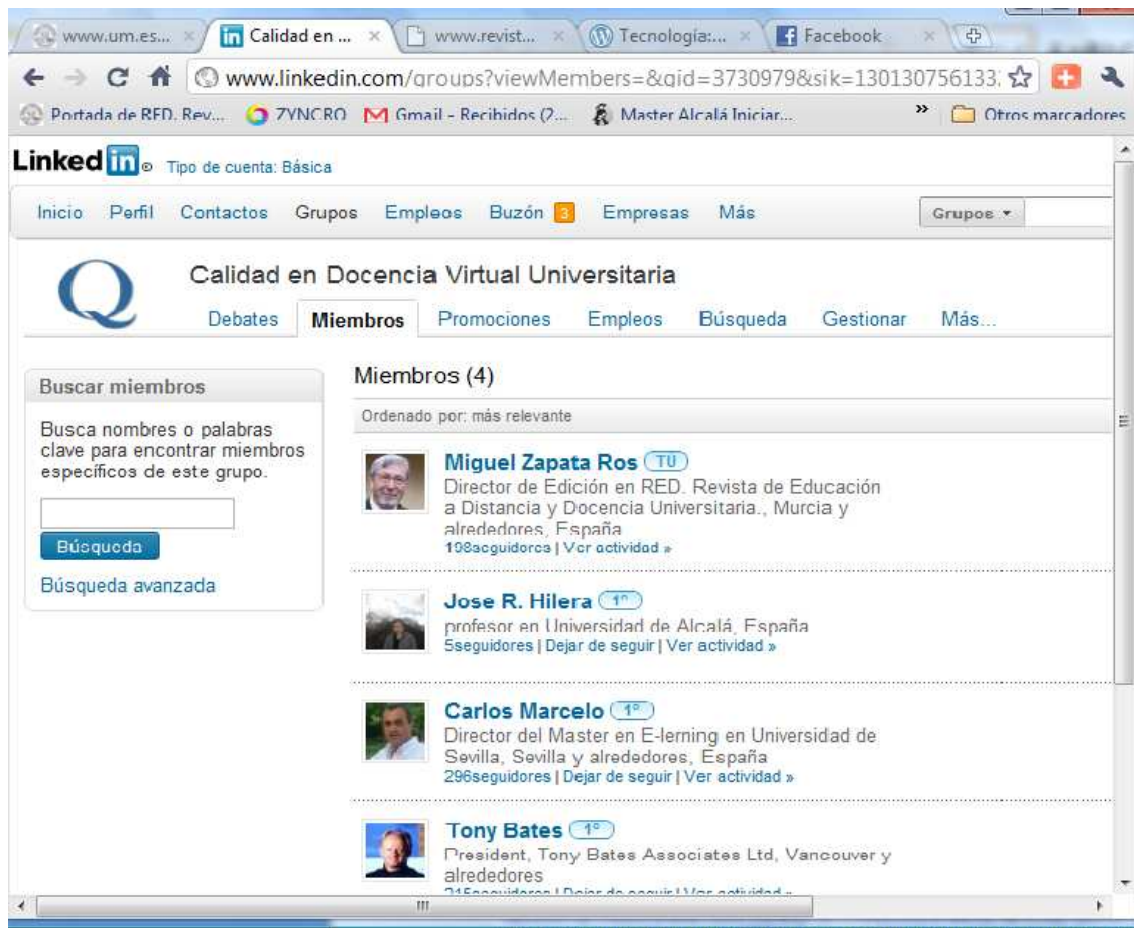 www.um.es... Calidad en ... www.revist... Tecnología:... Facebook
www.linkedin.com/groups?viewMembers=&gid=3730979&sik=130130756133
Portada de RED. Rev... ZYNCRO Gmail - Recibidos (2... Master Alcalá Iniciar... » Otros marcadores
Linked in ® Tipo de cuenta: Básica
Inicio Perfil Contactos Grupos Empleos Buzón 3 Empresas Más Grupos
Q Calidad en Docencia Virtual Universitaria
Debates Miembros Promociones Empleos Búsqueda Gestionar Más...
Buscar miembros
Busca nombres o palabras
clave para encontrar miembros
específicos de este grupo.
Búsqueda
Búsqueda avanzada
Miembros (4)
Ordenado por: más relevante
Miguel Zapata Ros TÚ
Director de Edición en RED. Revista de Educación
a Distancia y Docencia Universitaria., Murcia y
alrededores, España
198seguidores | Ver actividad »
Jose R. Hilera 1º
profesor en Universidad de Alcalá, España
5seguidores | Dejar de seguir | Ver actividad »
Carlos Marcelo 1º
Director del Master en E-lerning en Universidad de
Sevilla, Sevilla y alrededores, España
296seguidores | Dejar de seguir | Ver actividad »
Tony Bates 1º
President, Tony Bates Associates Ltd, Vancouver y
alrededores
215seguidores | Dejar de seguir | Ver actividad »